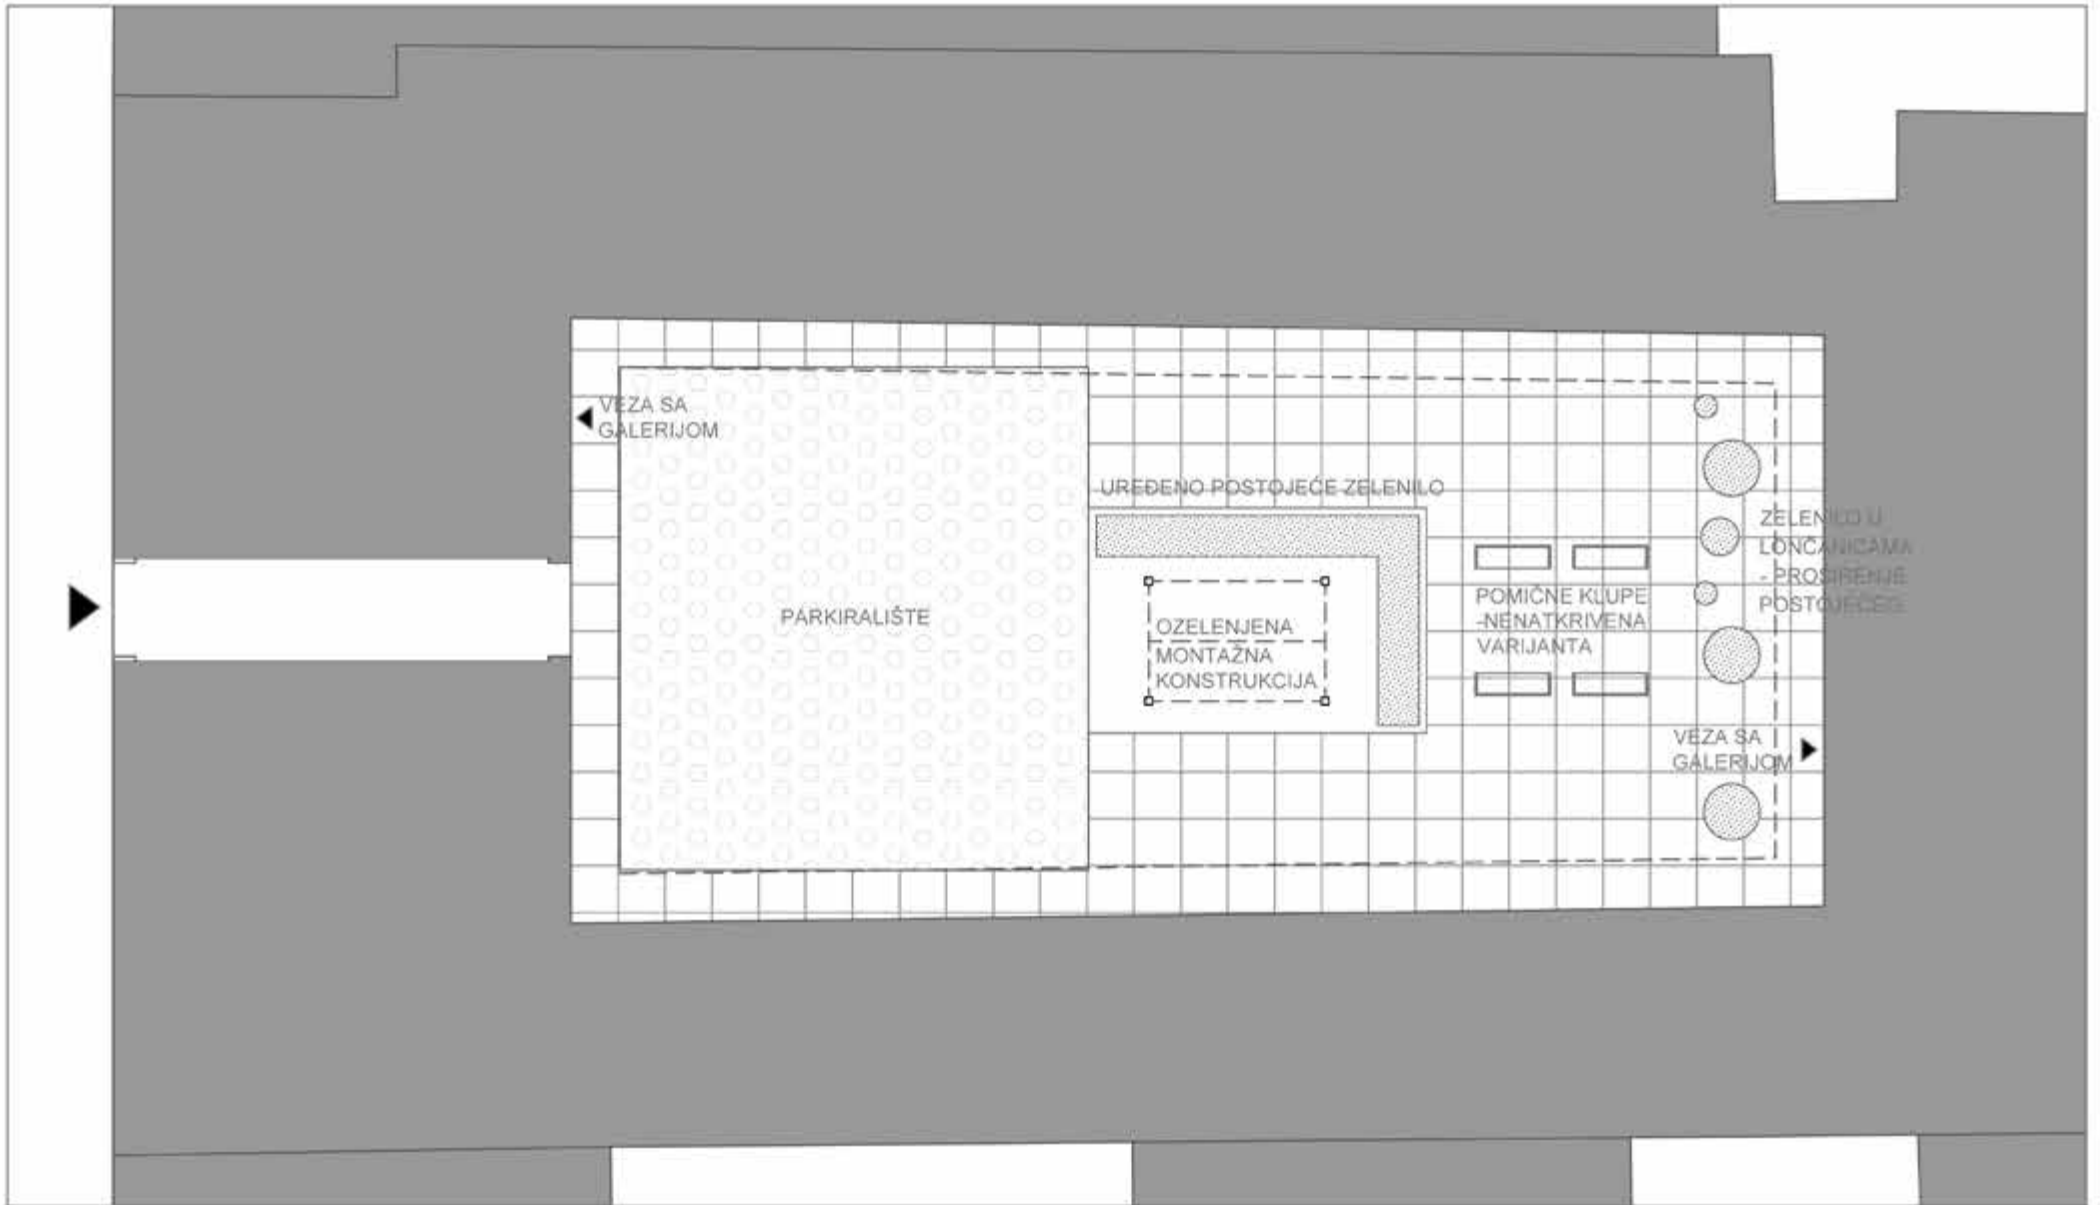 VEZA SA
GALERIJOM
UREĐENO POSTOJEĆE ZELENILO
PARKIRALIŠTE
OZELENJENA
MONTAŽNA
KONSTRUKCIJA
POMIČNE KLUPE
-NENATKRIVENA
VARIJANTA
ZELENILO U
LONČANICAMA
- PROŠIRENJE
POSTOJEĆEG
VEZA SA
GALERIJOM